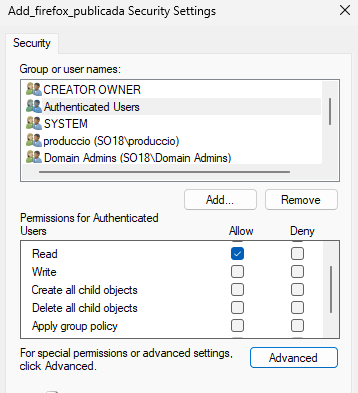 Add_firefox_publicada Security Settings
Security
Group or user names:
CREATOR OWNER
Authenticated Users
SYSTEM
produccio (SO18\produccio)
Domain Admins (SO18\Domain Admins)
Add...
Remove
Permissions for Authenticated
Users
Allow
Deny
Read
Write
Create all child objects
Delete all child objects
Apply group policy
For special permissions or advanced settings,
click Advanced.
Advanced